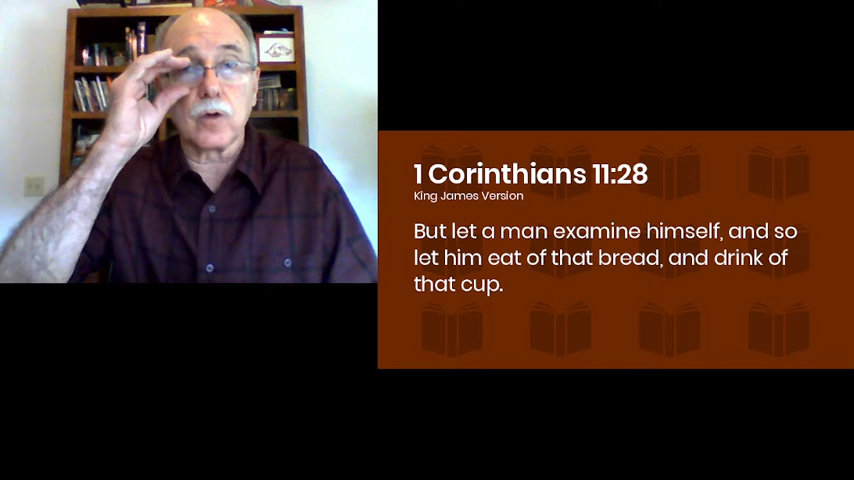 1 Corinthians 11:28
King James Version
But let a man examine himself, and so
let him eat of that bread, and drink of
that cup.